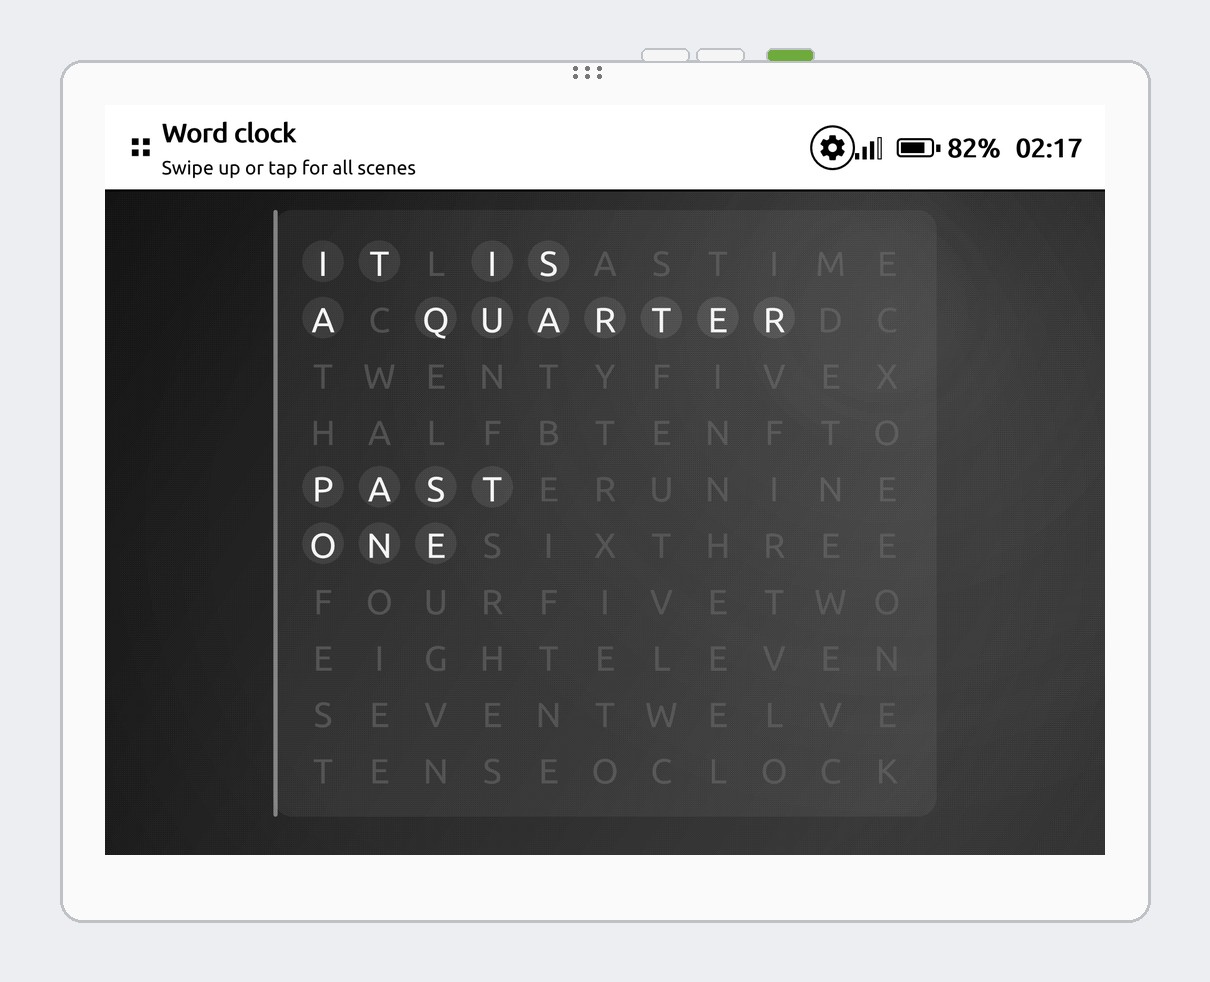 Word clock
Swipe up or tap for all scenes
82% 02:17
I T L I S A S T I M E
A C Q U A R T E R D C
T W E N T Y F I V E X
H A L F B T E N F T O
P A S T E R U N I N E
O N E S I X T H R E E
F O U R F I V E T W O
E I G H T E L E V E N
S E V E N T W E L V E
T E N S E O C L O C K